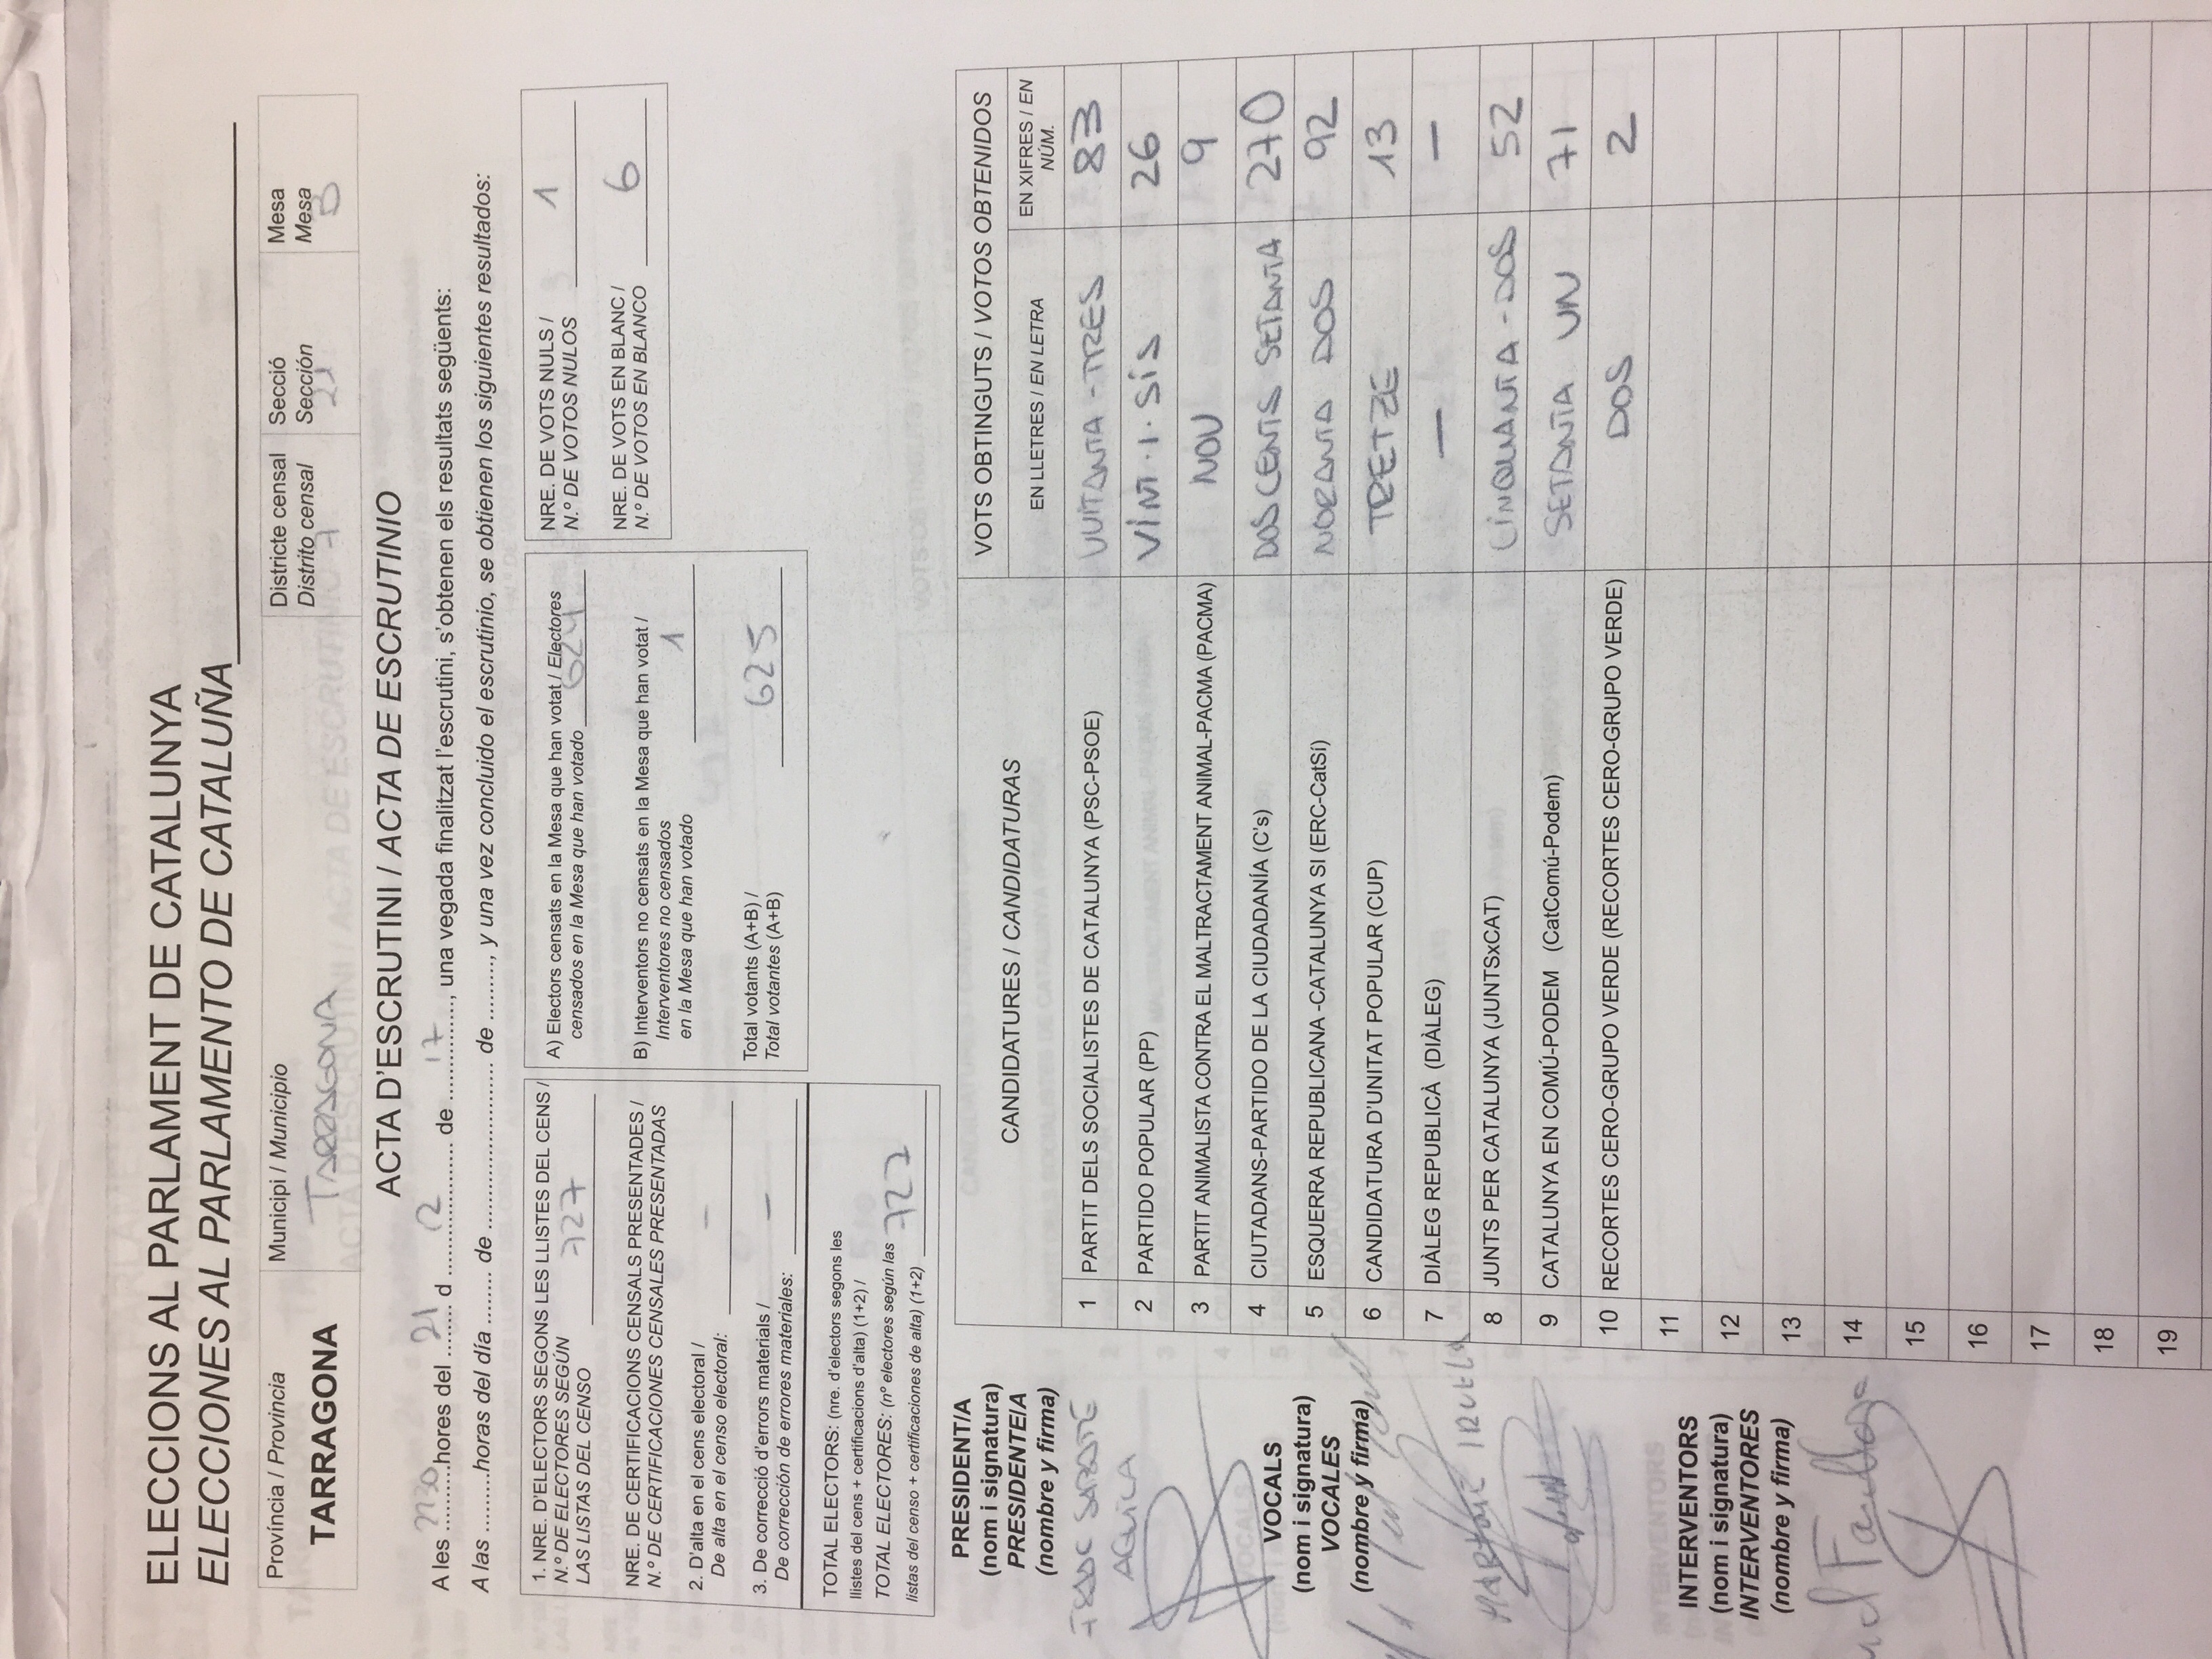 ELECCIONS AL PARLAMENT DE CATALUNYA
ELECCIONES AL PARLAMENTO DE CATALUÑA
Província / Provincia
TARRAGONA
Municipi / Municipio
TARRAGONA
Districte censal
Distrito censal
7
Secció
Sección
21
Mesa
Mesa
B
ACTA D'ESCRUTINI / ACTA DE ESCRUTINIO
A les 2230 hores del 21 d 12 de 17, una vegada finalitzat l'escrutini, s'obtenen els resultats següents:
A las .........horas del día ........ de .......................... de ........., y una vez concluido el escrutinio, se obtienen los siguientes resultados:
1. NRE. D'ELECTORS SEGONS LES LLISTES DEL CENS /
N.º DE ELECTORES SEGÚN
LAS LISTAS DEL CENSO 727
NRE. DE CERTIFICACIONS CENSALS PRESENTADES /
N.º DE CERTIFICACIONES CENSALES PRESENTADAS
2. D'alta en el cens electoral /
De alta en el censo electoral: —
3. De correcció d'errors materials /
De corrección de errores materiales: —
TOTAL ELECTORS: (nre. d'electors segons les
llistes del cens + certificacions d'alta) (1+2) /
TOTAL ELECTORES: (nº electores según las
listas del censo + certificaciones de alta) (1+2) 727
A) Electors censats en la Mesa que han votat / Electores
censados en la Mesa que han votado 624
B) Interventors no censats en la Mesa que han votat /
Interventores no censados
en la Mesa que han votado 1
Total votants (A+B) /
Total votantes (A+B) 625
NRE. DE VOTS NULS /
N.º DE VOTOS NULOS 1
NRE. DE VOTS EN BLANC /
N.º DE VOTOS EN BLANCO 6
PRESIDENT/A
(nom i signatura)
PRESIDENTE/A
(nombre y firma)
ISAAC SABATÉ
AGUILA
VOCALS
(nom i signatura)
VOCALES
(nombre y firma)
IRUELA
INTERVENTORS
(nom i signatura)
INTERVENTORES
(nombre y firma)
CANDIDATURES / CANDIDATURAS
VOTS OBTINGUTS / VOTOS OBTENIDOS
EN LLETRES / EN LETRA
EN XIFRES / EN NÚM.
1 PARTIT DELS SOCIALISTES DE CATALUNYA (PSC-PSOE) VUITANTA-TRES 83
2 PARTIDO POPULAR (PP) VINT·I·SIS 26
3 PARTIT ANIMALISTA CONTRA EL MALTRACTAMENT ANIMAL-PACMA (PACMA) NOU 9
4 CIUTADANS-PARTIDO DE LA CIUDADANÍA (C's) DOSCENTS SETANTA 270
5 ESQUERRA REPUBLICANA -CATALUNYA SI (ERC-CatSí) NORANTA DOS 92
6 CANDIDATURA D'UNITAT POPULAR (CUP) TRETZE 13
7 DIÀLEG REPUBLICÀ (DIÀLEG) — —
8 JUNTS PER CATALUNYA (JUNTSxCAT) CINQUANTA-DOS 52
9 CATALUNYA EN COMÚ-PODEM (CatComú-Podem) SETANTA UN 71
10 RECORTES CERO-GRUPO VERDE (RECORTES CERO-GRUPO VERDE) DOS 2
11
12
13
14
15
16
17
18
19